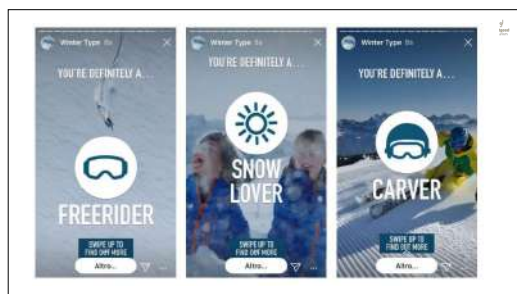 Winter Type 8s
YOU'RE DEFINITELY A...
FREERIDER
SWIPE UP TO
FIND OUT MORE
Altro...
Winter Type
YOU'RE DEFINITELY A...
SNOW
LOVER
SWIPE UP TO
FIND OUT MORE
Altro...
Winter Type 8s
YOU'RE DEFINITELY A...
CARVER
SWIPE UP TO
FIND OUT MORE
Altro...